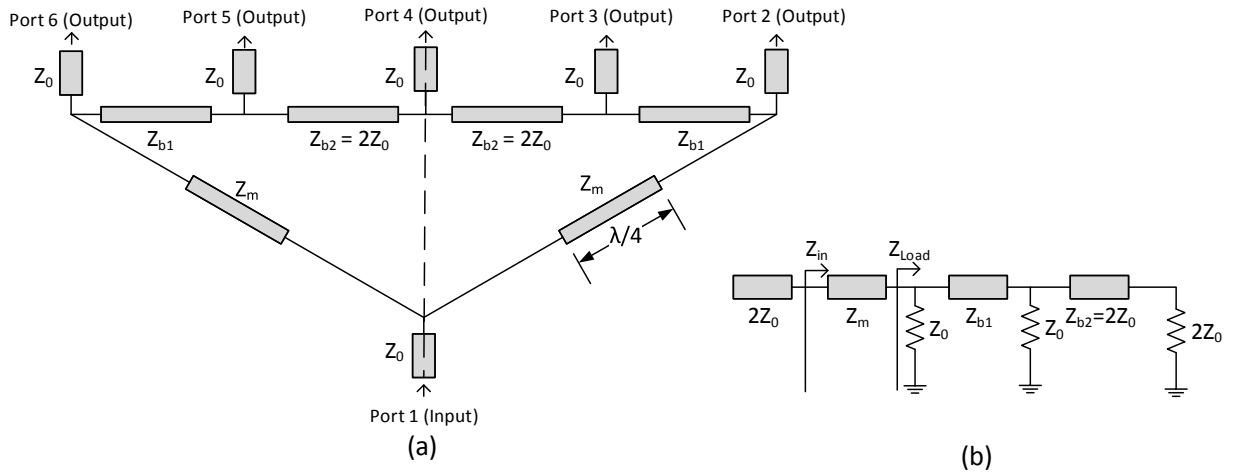 Port 6 (Output) Port 5 (Output) Port 4 (Output) Port 3 (Output) Port 2 (Output)
Z0 Z0 Z0 Z0 Z0
Zb1 Zb2 = 2Z0 Zb2 = 2Z0 Zb1
Zm Zm
λ/4
Z0
Port 1 (Input)
(a)
Zin ZLoad
2Z0 Zm Z0 Zb1 Z0 Zb2=2Z0 2Z0
(b)